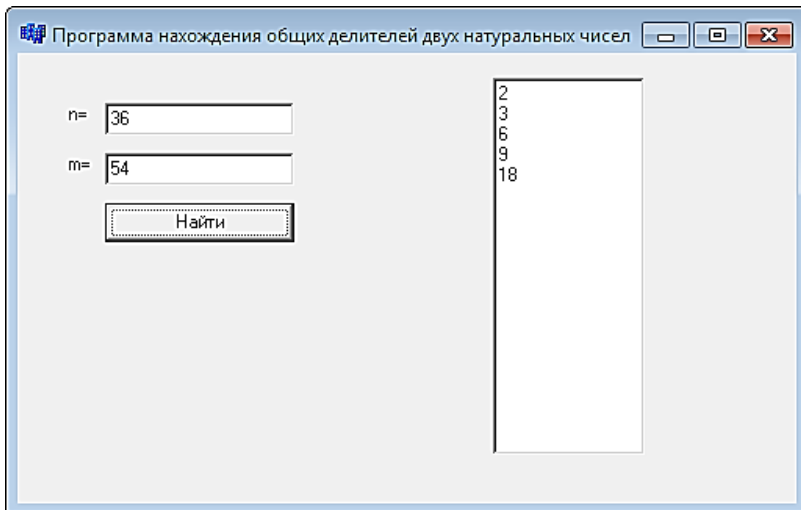 Программа нахождения общих делителей двух натуральных чисел
n=
36
m=
54
Найти
2
3
6
9
18